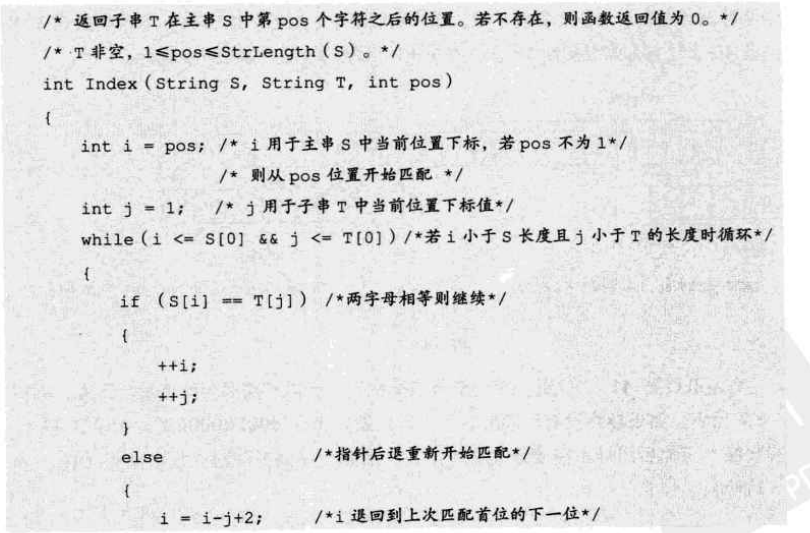 /* 返回子串 T 在主串 S 中第 pos 个字符之后的位置。若不存在，则函数返回值为 0。*/
/* T 非空，1≤pos≤StrLength(S)。*/
int Index(String S, String T, int pos)
{
int i = pos; /* i 用于主串 S 中当前位置下标，若 pos 不为 1*/
/* 则从 pos 位置开始匹配 */
int j = 1; /* j 用于子串 T 中当前位置下标值*/
while(i <= S[0] && j <= T[0])/*若 i 小于 S 长度且 j 小于 T 的长度时循环*/
{
if (S[i] == T[j]) /*两字母相等则继续*/
{
++i;
++j;
}
else /*指针后退重新开始匹配*/
{
i = i-j+2; /*i 退回到上次匹配首位的下一位*/